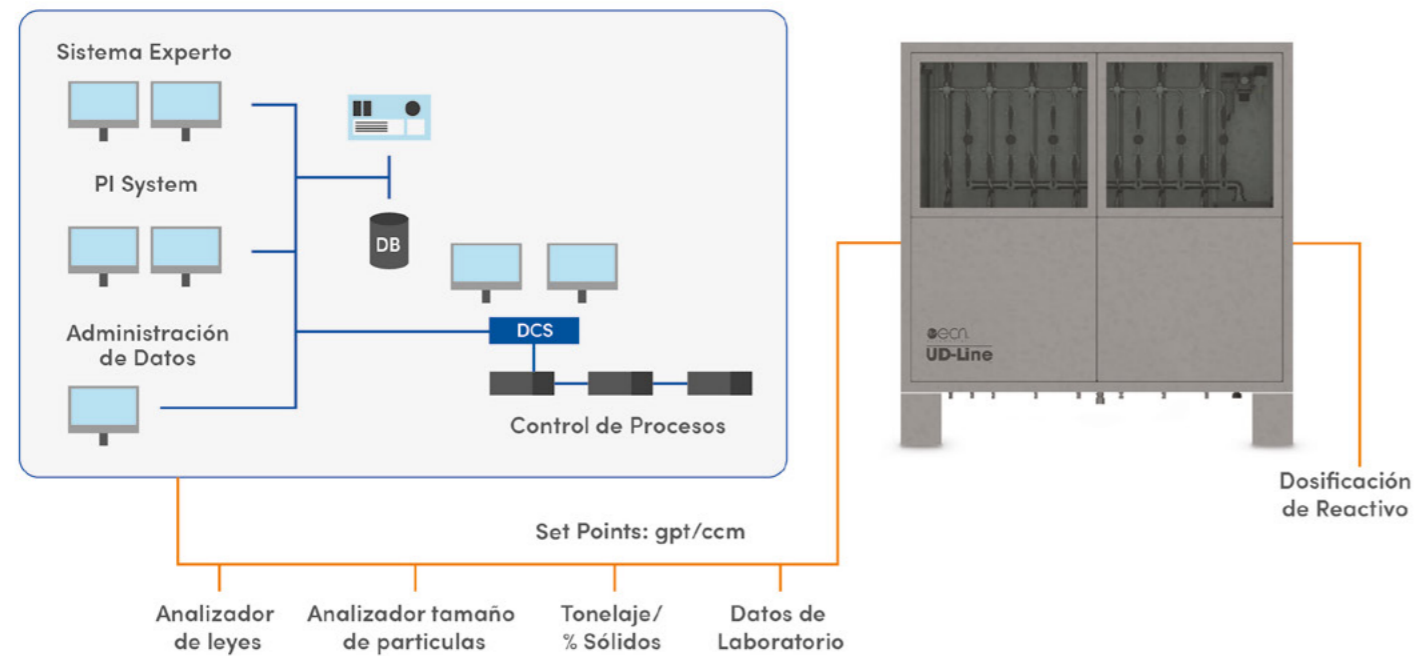 Sistema Experto
PI System
DB
Administración
de Datos
DCS
Control de Procesos
ecn
UD-Line
Dosificación
de Reactivo
Set Points: gpt/ccm
Analizador
de leyes
Analizador tamaño
de particulas
Tonelaje/
% Sólidos
Datos de
Laboratorio